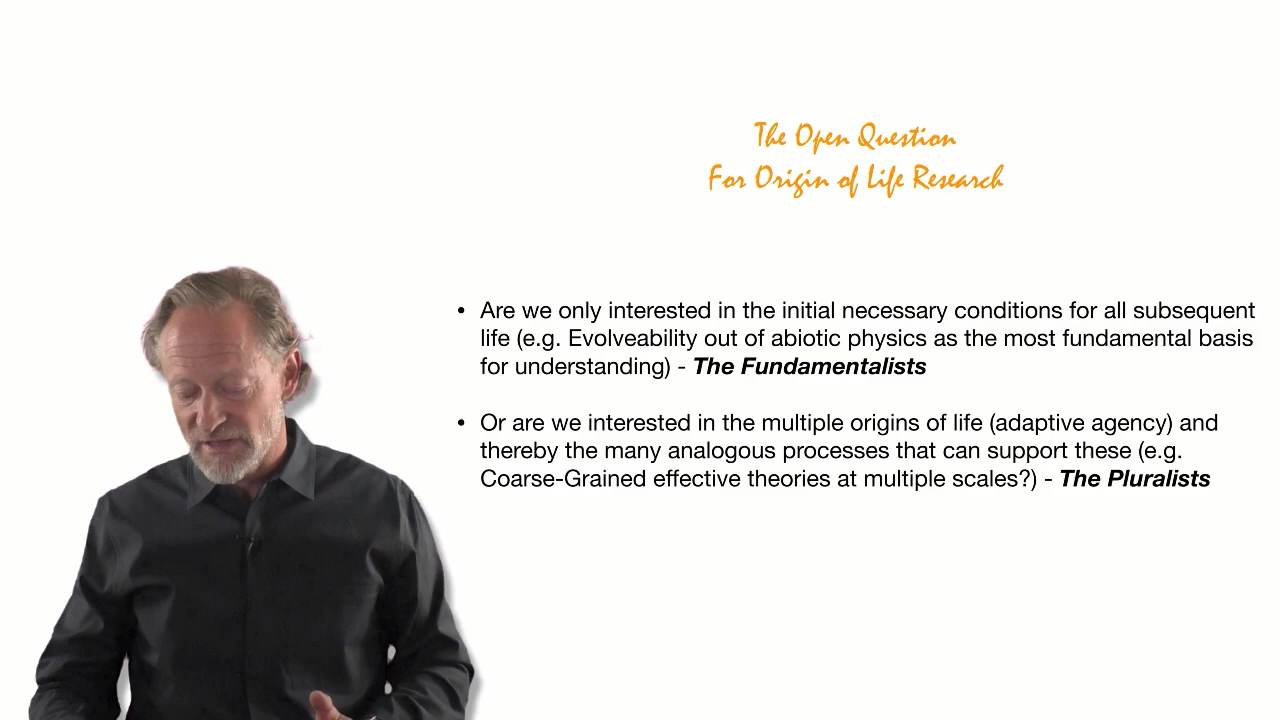 The Open Question
For Origin of Life Research
• Are we only interested in the initial necessary conditions for all subsequent
life (e.g. Evolveability out of abiotic physics as the most fundamental basis
for understanding) - The Fundamentalists
• Or are we interested in the multiple origins of life (adaptive agency) and
thereby the many analogous processes that can support these (e.g.
Coarse-Grained effective theories at multiple scales?) - The Pluralists